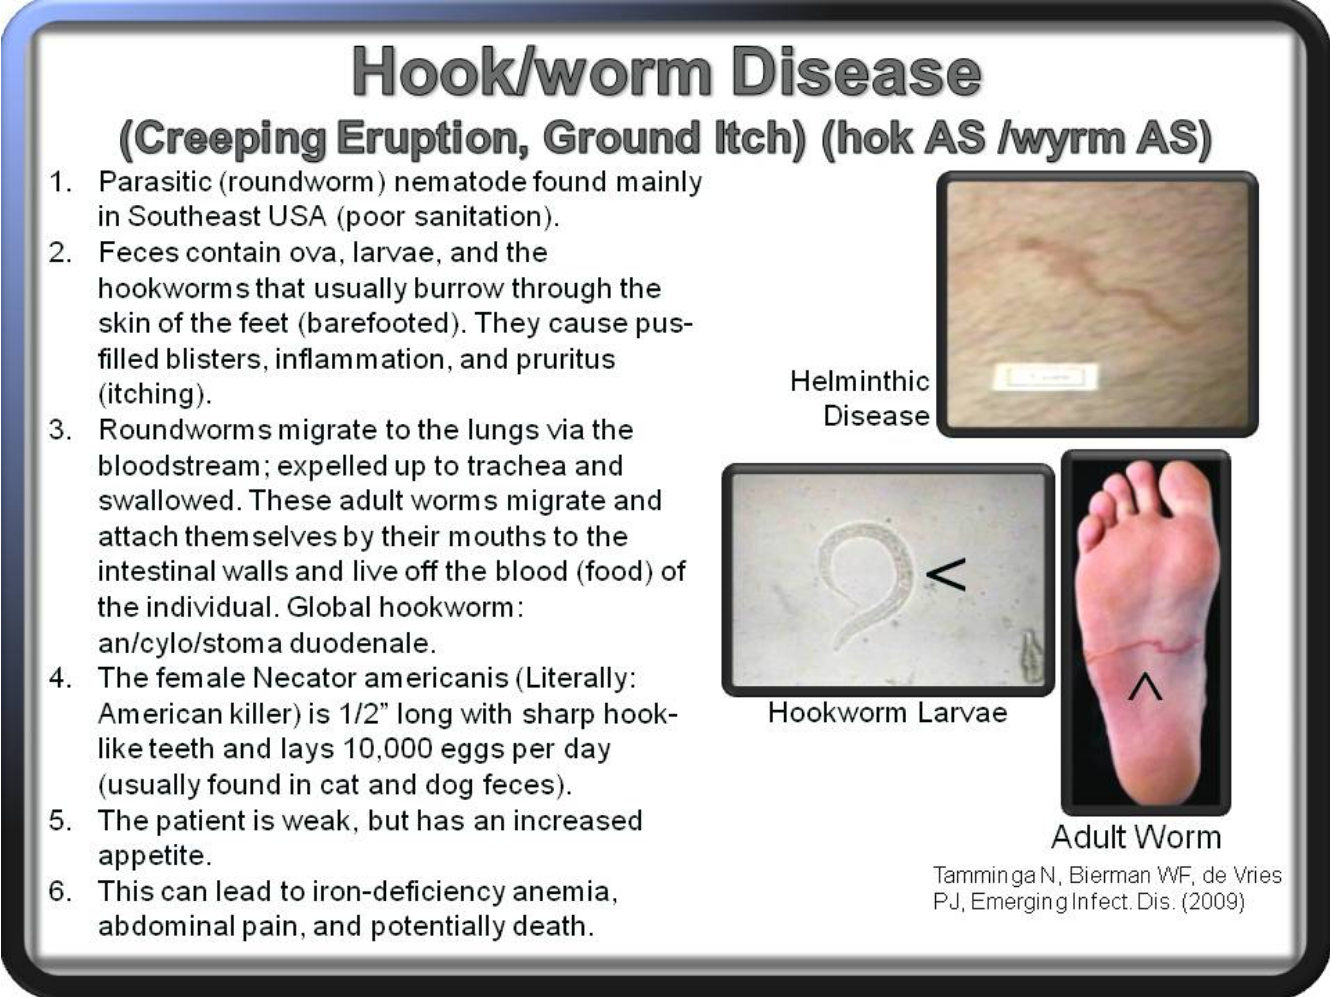 Hook/worm Disease
(Creeping Eruption, Ground Itch) (hok AS /wyrm AS)
1. Parasitic (roundworm) nematode found mainly
in Southeast USA (poor sanitation).
2. Feces contain ova, larvae, and the
hookworms that usually burrow through the
skin of the feet (barefooted). They cause pus-
filled blisters, inflammation, and pruritus
(itching).
3. Roundworms migrate to the lungs via the
bloodstream; expelled up to trachea and
swallowed. These adult worms migrate and
attach themselves by their mouths to the
intestinal walls and live off the blood (food) of
the individual. Global hookworm:
an/cylo/stoma duodenale.
4. The female Necator americanis (Literally:
American killer) is 1/2” long with sharp hook-
like teeth and lays 10,000 eggs per day
(usually found in cat and dog feces).
5. The patient is weak, but has an increased
appetite.
6. This can lead to iron-deficiency anemia,
abdominal pain, and potentially death.
Helminthic
Disease
<
Hookworm Larvae
^
Adult Worm
Tamminga N, Bierman WF, de Vries
PJ, Emerging Infect. Dis. (2009)